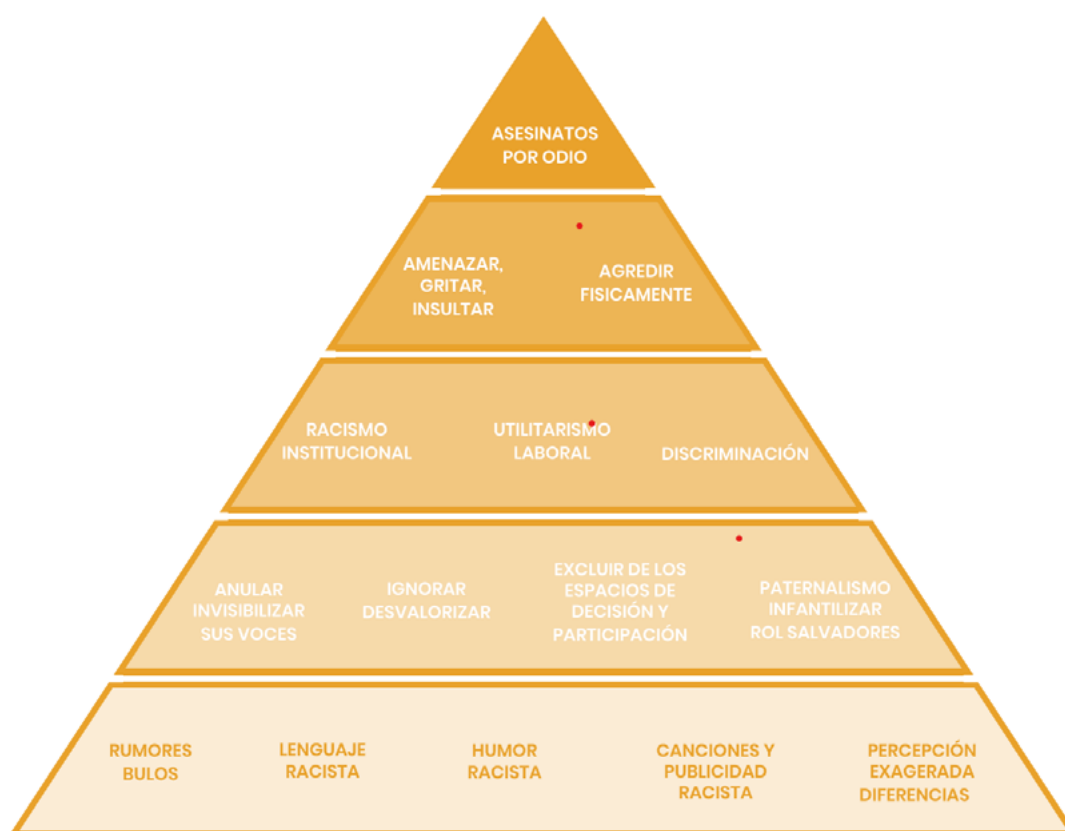 ASESINATOS
POR ODIO
AMENAZAR,
GRITAR,
INSULTAR
AGREDIR
FISICAMENTE
RACISMO
INSTITUCIONAL
UTILITARISMO
LABORAL
DISCRIMINACIÓN
ANULAR
INVISIBILIZAR
SUS VOCES
IGNORAR
DESVALORIZAR
EXCLUIR DE LOS
ESPACIOS DE
DECISIÓN Y
PARTICIPACIÓN
PATERNALISMO
INFANTILIZAR
ROL SALVADORES
RUMORES
BULOS
LENGUAJE
RACISTA
HUMOR
RACISTA
CANCIONES Y
PUBLICIDAD
RACISTA
PERCEPCIÓN
EXAGERADA
DIFERENCIAS